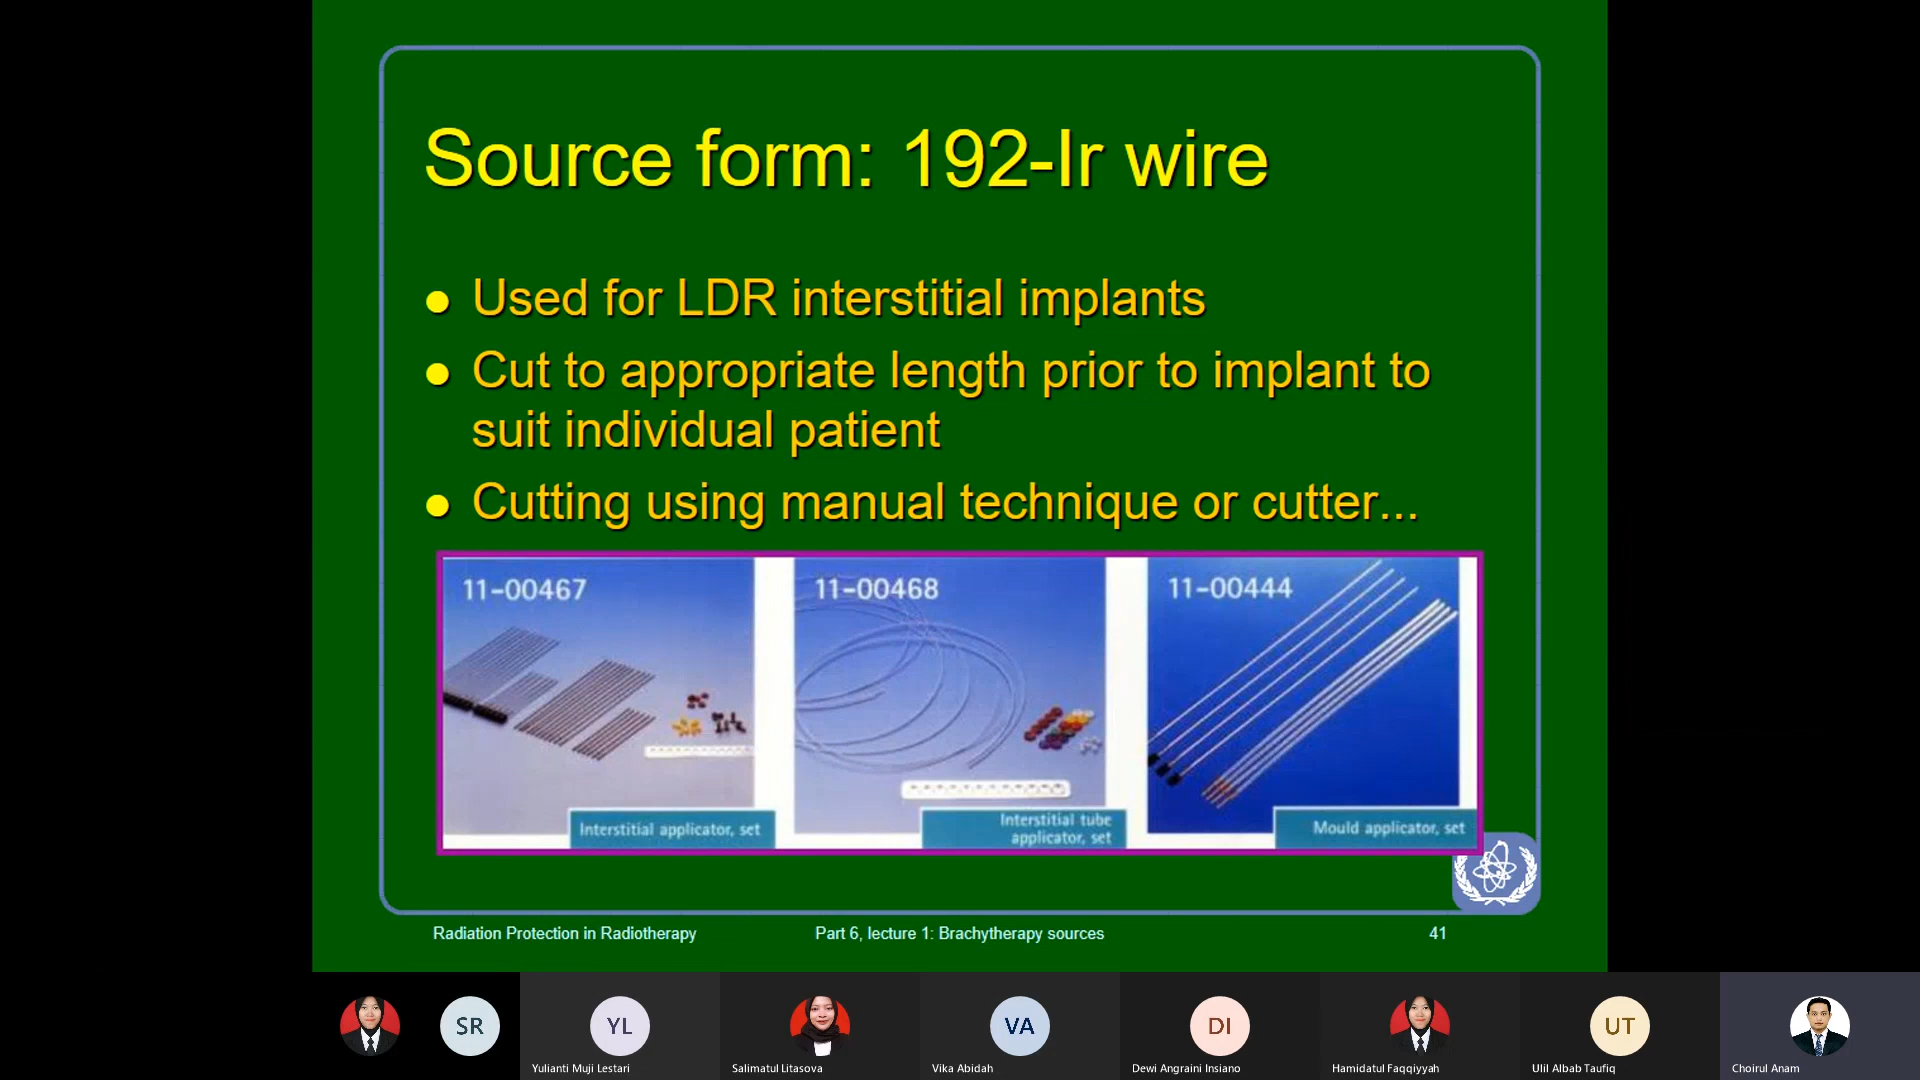 Source form: 192-Ir wire
Used for LDR interstitial implants
Cut to appropriate length prior to implant to
suit individual patient
Cutting using manual technique or cutter...
11-00467
11-00468
11-00444
Interstitial applicator, set
Interstitial tube
applicator, set
Mould applicator, set
Radiation Protection in Radiotherapy
Part 6, lecture 1: Brachytherapy sources
41
SR
YL
VA
DI
UT
Yulianti Muji Lestari
Salimatul Litasova
Vika Abidah
Dewi Angraini Insiano
Hamidatul Faqqiyyah
Ulil Albab Taufiq
Choirul Anam